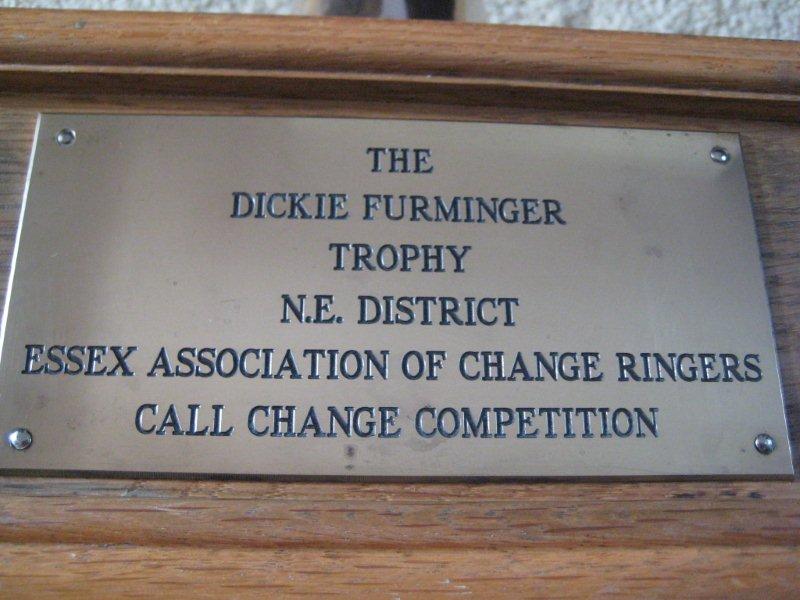 THE
DICKIE FURMINGER
TROPHY
N.E. DISTRICT
ESSEX ASSOCIATION OF CHANGE RINGERS
CALL CHANGE COMPETITION